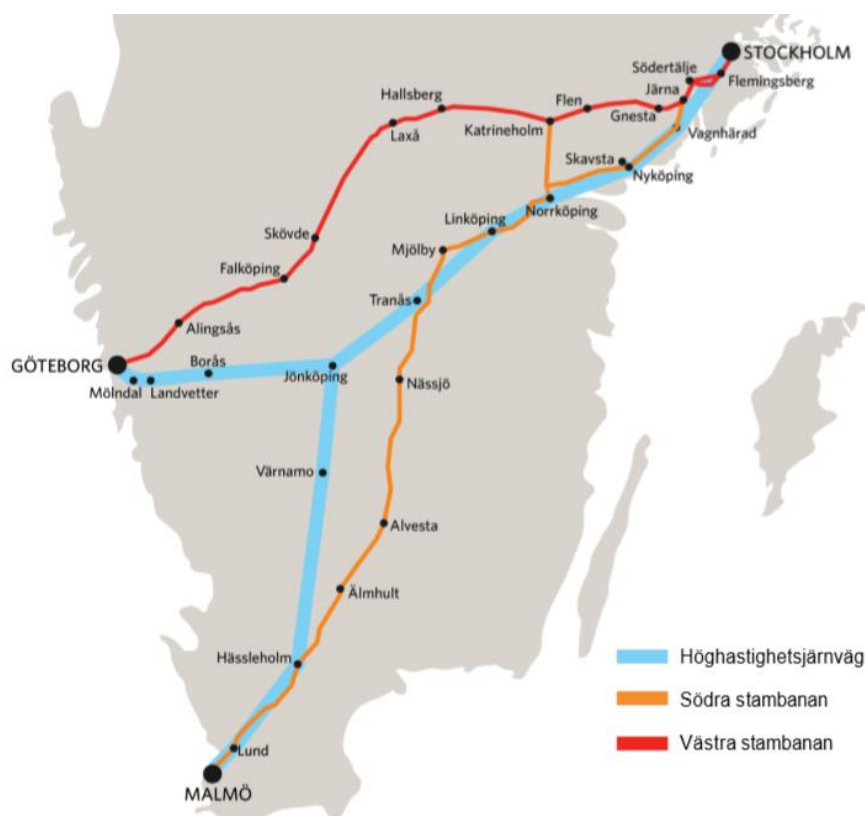 STOCKHOLM
Södertälje
Flemingsberg
Järna
Hallsberg
Flen
Gnesta
Katrineholm
Laxå
Vagnhärad
Skavsta
Nyköping
Norrköping
Linköping
Skövde
Mjölby
Falköping
Tranås
Alingsås
GÖTEBORG
Borås
Jönköping
Mölndal
Landvetter
Nässjö
Värnamo
Alvesta
Älmhult
Hässleholm
Lund
MALMÖ
Höghastighetsjärnväg
Södra stambanan
Västra stambanan